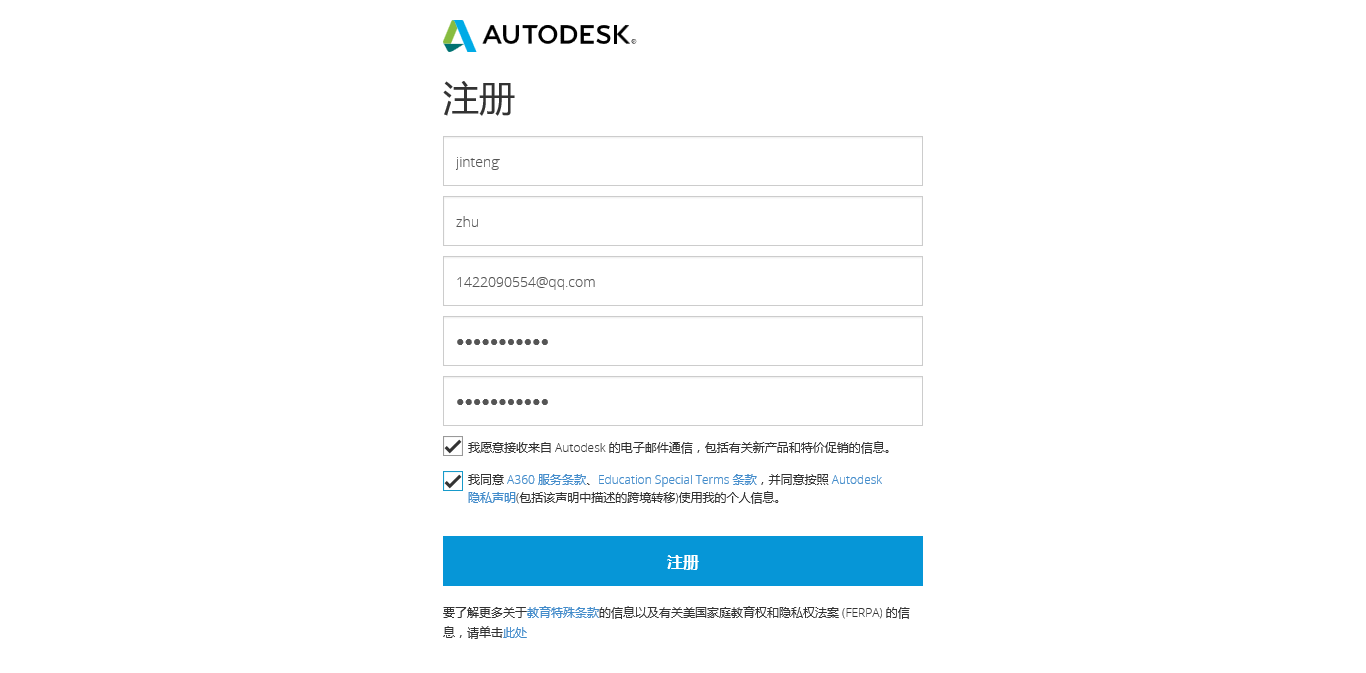 AUTODESK®
注册
jinteng
zhu
1422090554@qq.com
•••••••••••
•••••••••••
我愿意接收来自 Autodesk 的电子邮件通信，包括有关新产品和特价促销的信息。
我同意 A360 服务条款、Education Special Terms 条款，并同意按照 Autodesk
隐私声明(包括该声明中描述的跨境转移)使用我的个人信息。
注册
要了解更多关于教育特殊条款的信息以及有关美国家庭教育权和隐私权法案 (FERPA) 的信
息，请单击此处